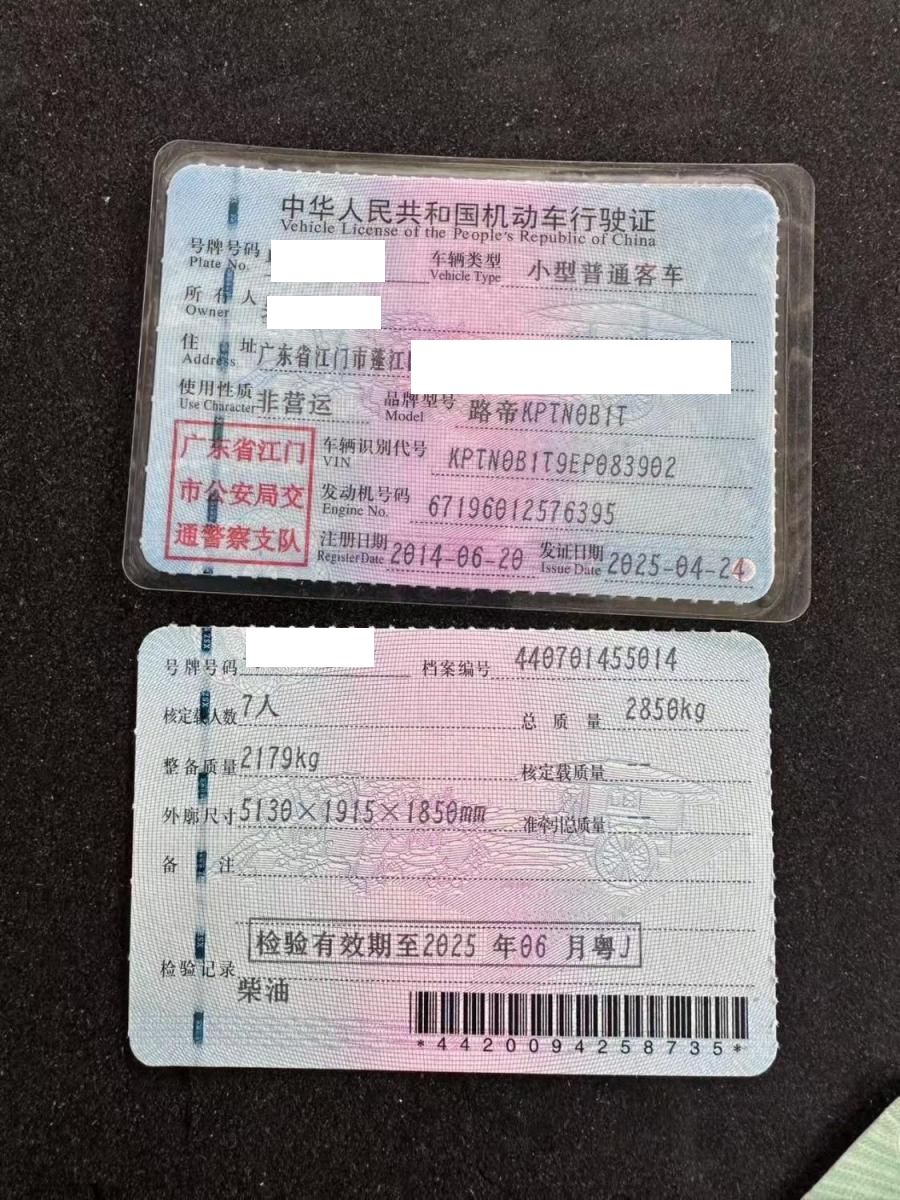 中华人民共和国机动车行驶证
Vehicle License of the People's Republic of China
号牌号码 车辆类型 小型普通客车
Plate No. Vehicle Type
所有人
Owner
住址 广东省江门市蓬江
Address
使用性质 非营运 品牌型号 路帝KPTN0B1T
Use Character Model
广东省江门
市公安局交
通警察支队
车辆识别代号 KPTN0B1T9EP083902
VIN
发动机号码 67196012576395
Engine No.
注册日期 2014-06-20 发证日期 2025-04-24
Register Date Issue Date
号牌号码 档案编号 440701455014
核定载人数 7人 总质量 2850kg
整备质量 2179kg 核定载质量 --
外廓尺寸 5130×1915×1850mm 准牵引总质量 --
备注
检验有效期至2025 年06 月粤J
检验记录
柴油
*4420094258735*